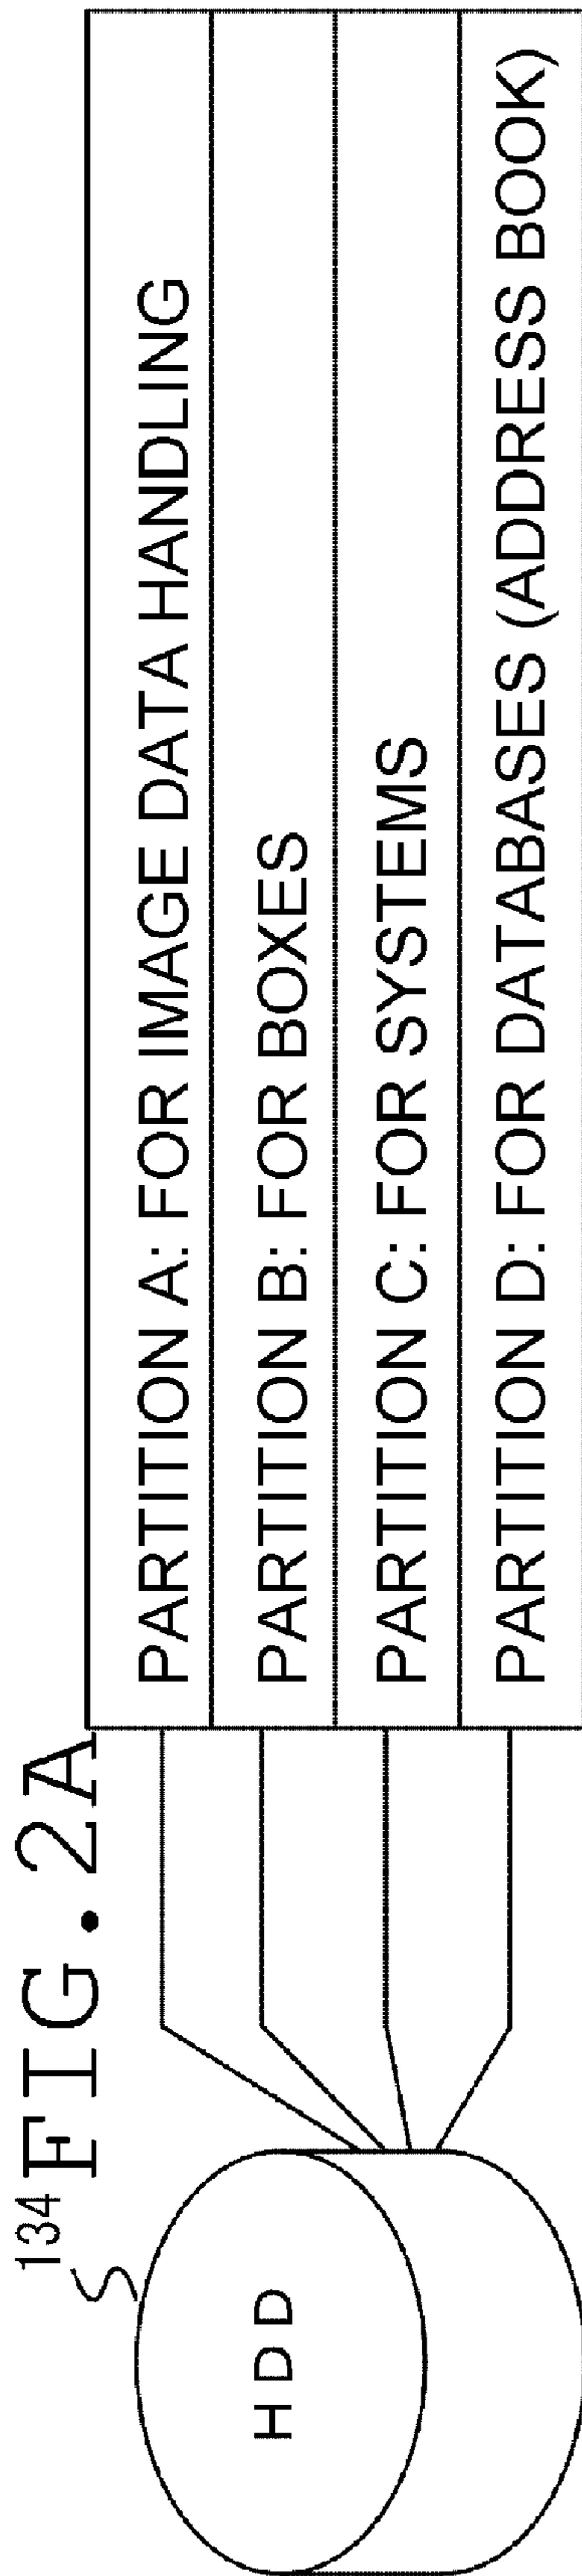 FIG.2A
134
HDD
PARTITION A: FOR IMAGE DATA HANDLING
PARTITION B: FOR BOXES
PARTITION C: FOR SYSTEMS
PARTITION D: FOR DATABASES (ADDRESS BOOK)